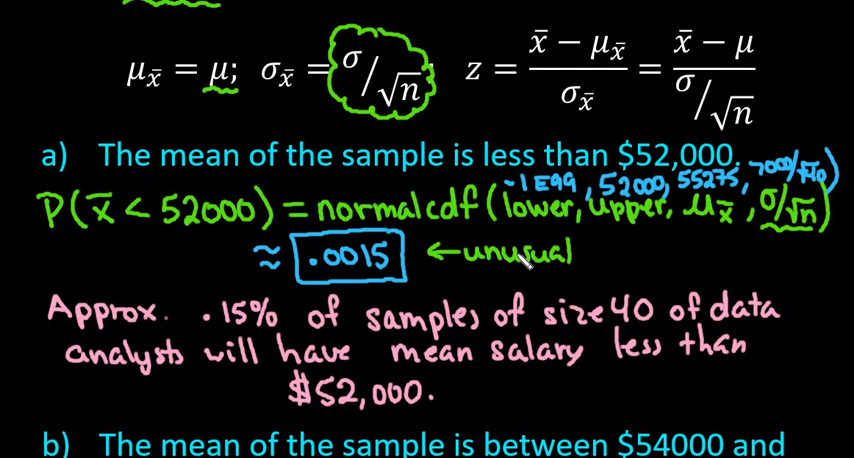 μx̄ = μ; σx̄ = σ/√n z = x̄ − μx̄ / σx̄ = x̄ − μ / σ/√n
a) The mean of the sample is less than $52,000.
-1E99, 52000, 55275, 7000/√40)
P(x̄ < 52000) = normalcdf(lower, upper, μx̄, σ/√n)
≈ .0015 ← unusual
Approx. .15% of samples of size 40 of data
analysts will have mean salary less than
$52,000.
b) The mean of the sample is between $54000 and